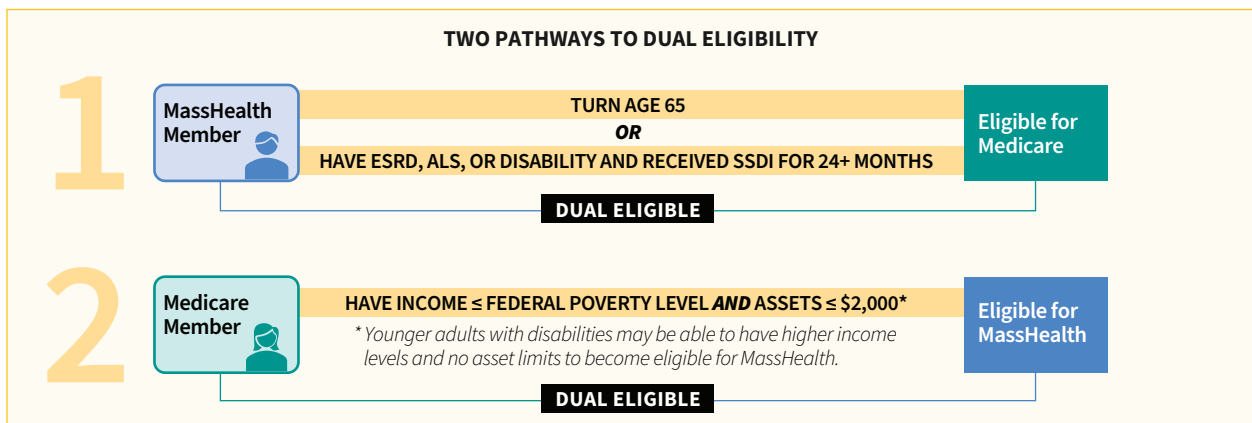 TWO PATHWAYS TO DUAL ELIGIBILITY
1
MassHealth
Member
TURN AGE 65
OR
HAVE ESRD, ALS, OR DISABILITY AND RECEIVED SSDI FOR 24+ MONTHS
Eligible for
Medicare
DUAL ELIGIBLE
2
Medicare
Member
HAVE INCOME ≤ FEDERAL POVERTY LEVEL AND ASSETS ≤ $2,000*
* Younger adults with disabilities may be able to have higher income
levels and no asset limits to become eligible for MassHealth.
Eligible for
MassHealth
DUAL ELIGIBLE